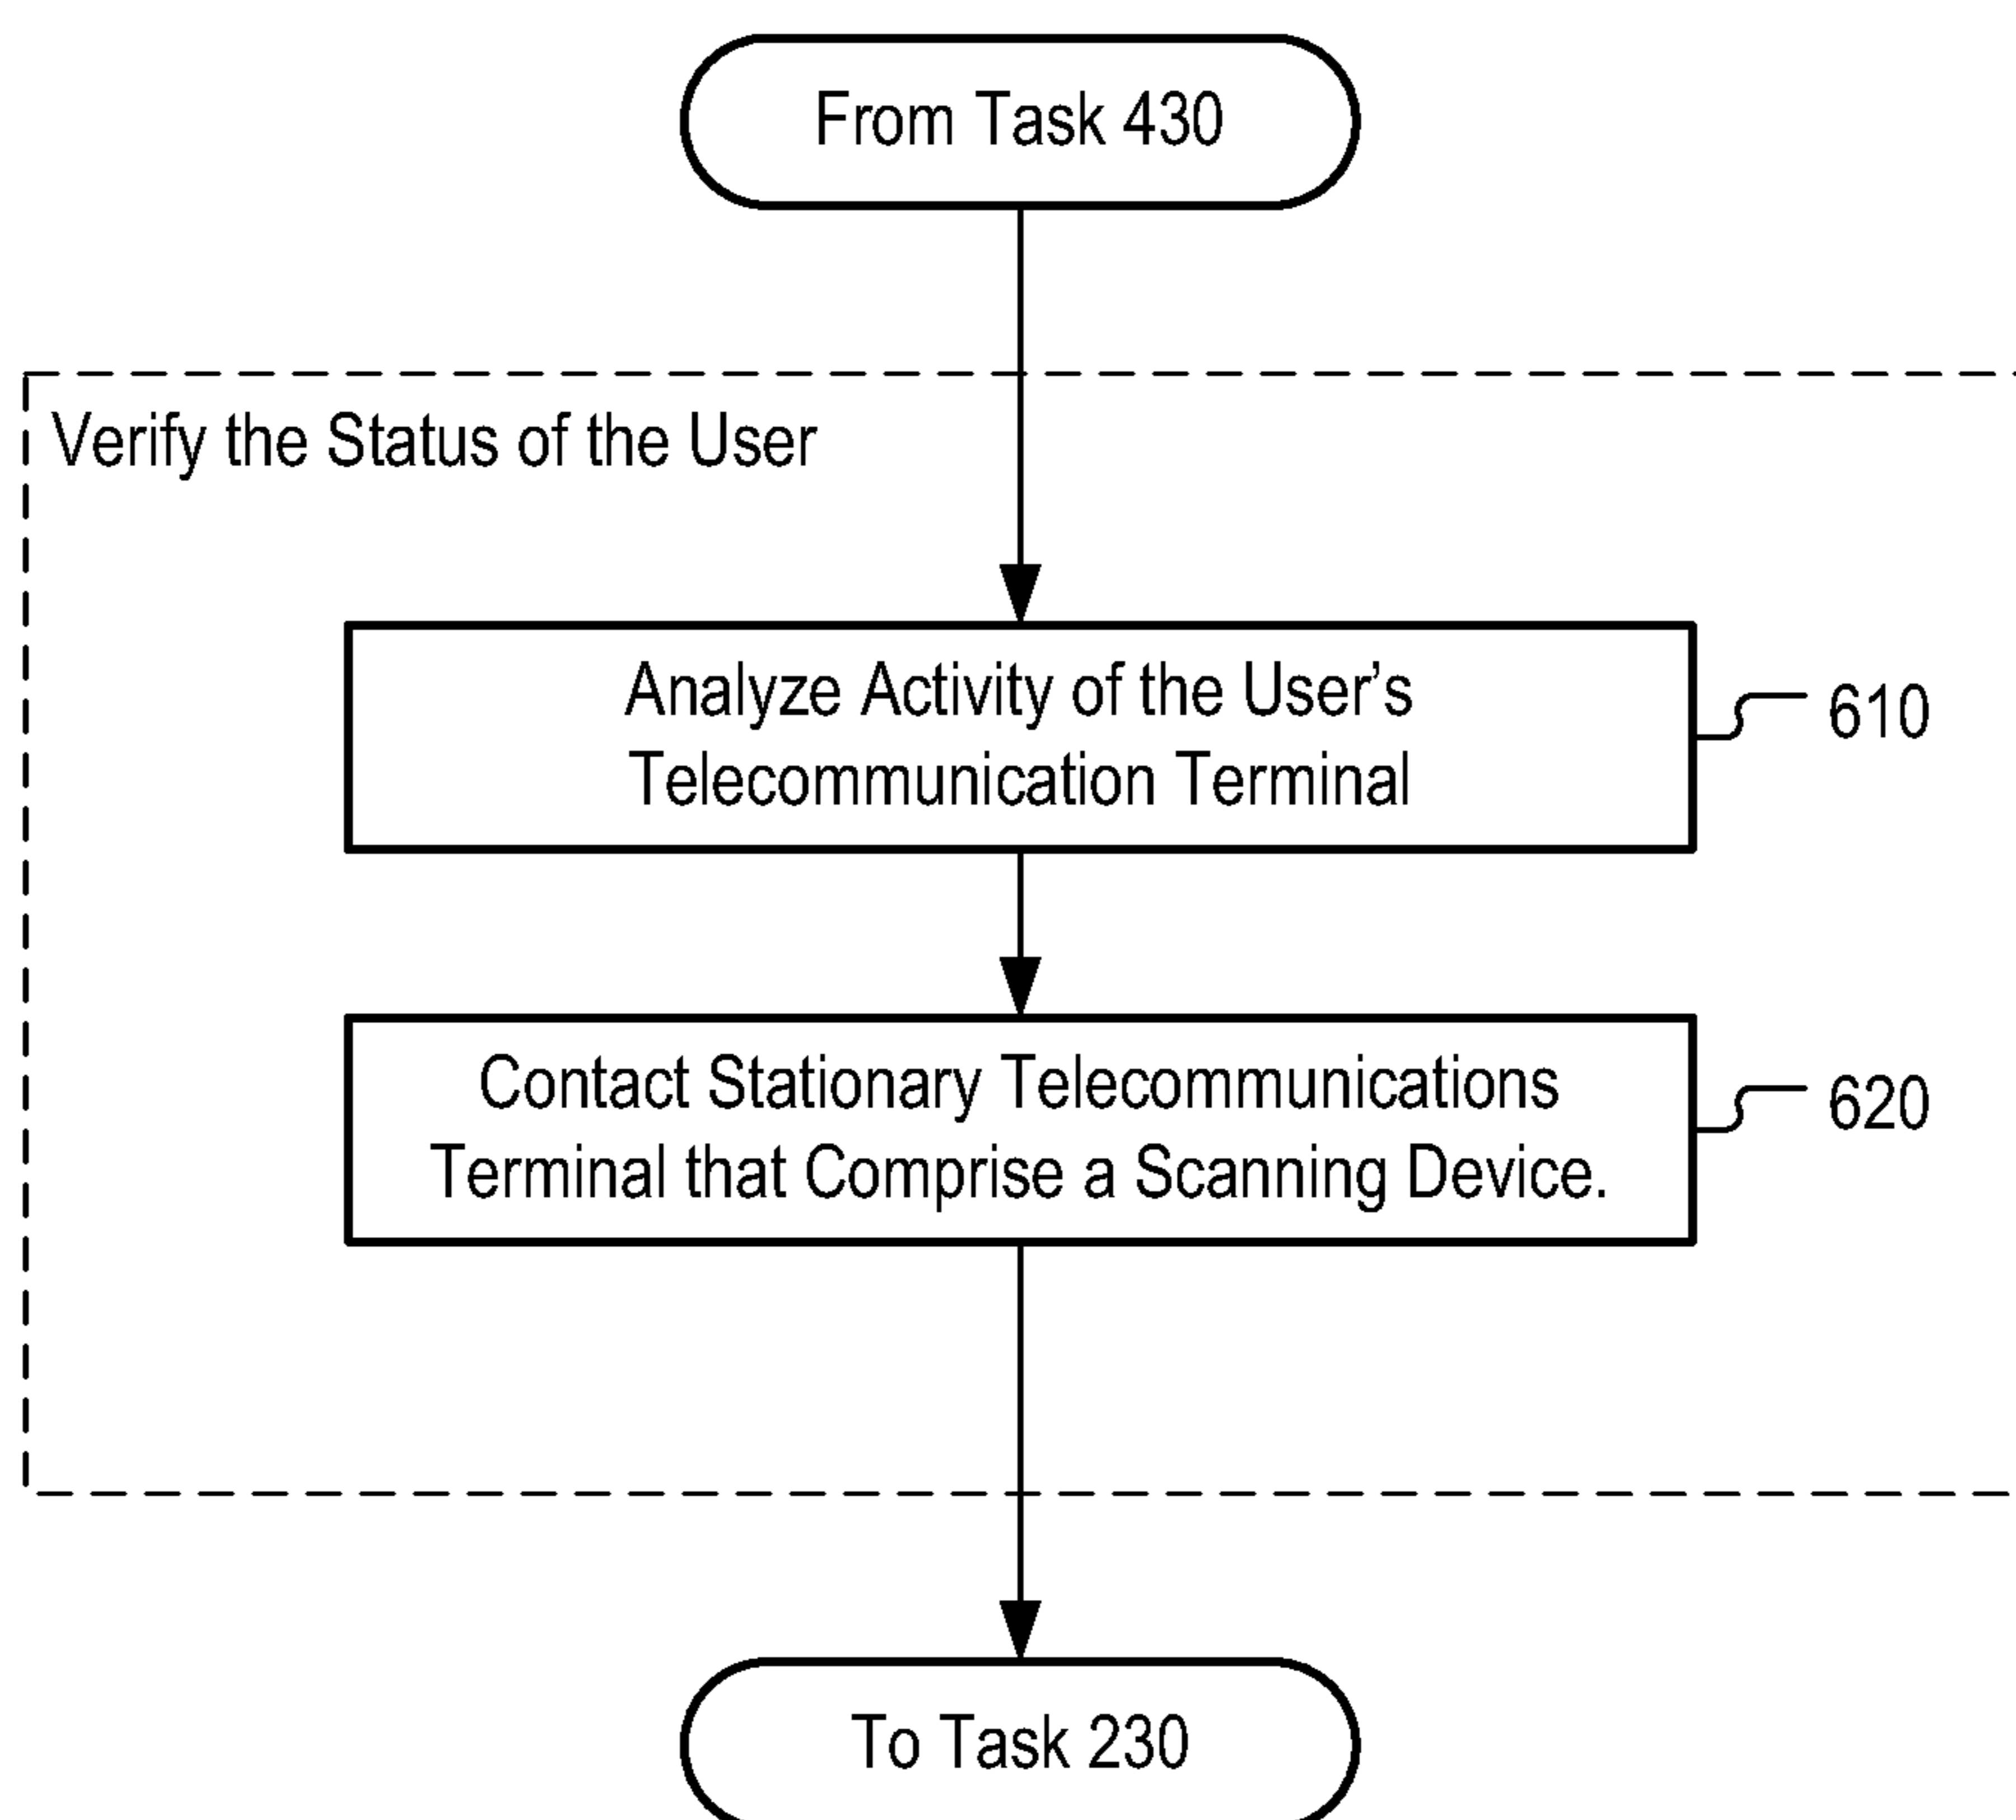 From Task 430
Verify the Status of the User
Analyze Activity of the User’s
Telecommunication Terminal
610
Contact Stationary Telecommunications
Terminal that Comprise a Scanning Device.
620
To Task 230